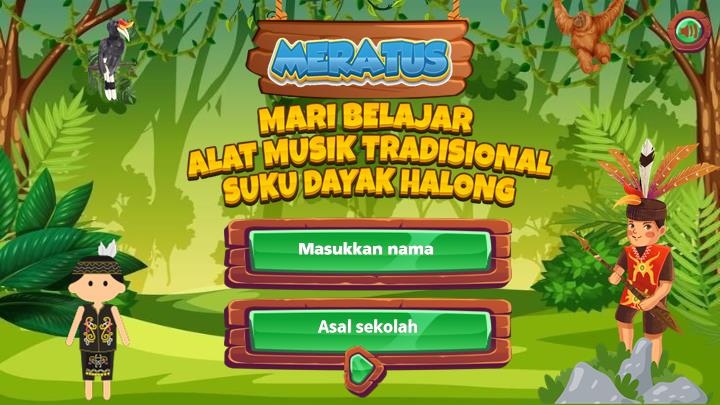 MERATUS
MARI BELAJAR
ALAT MUSIK TRADISIONAL
SUKU DAYAK HALONG
Masukkan nama
Asal sekolah